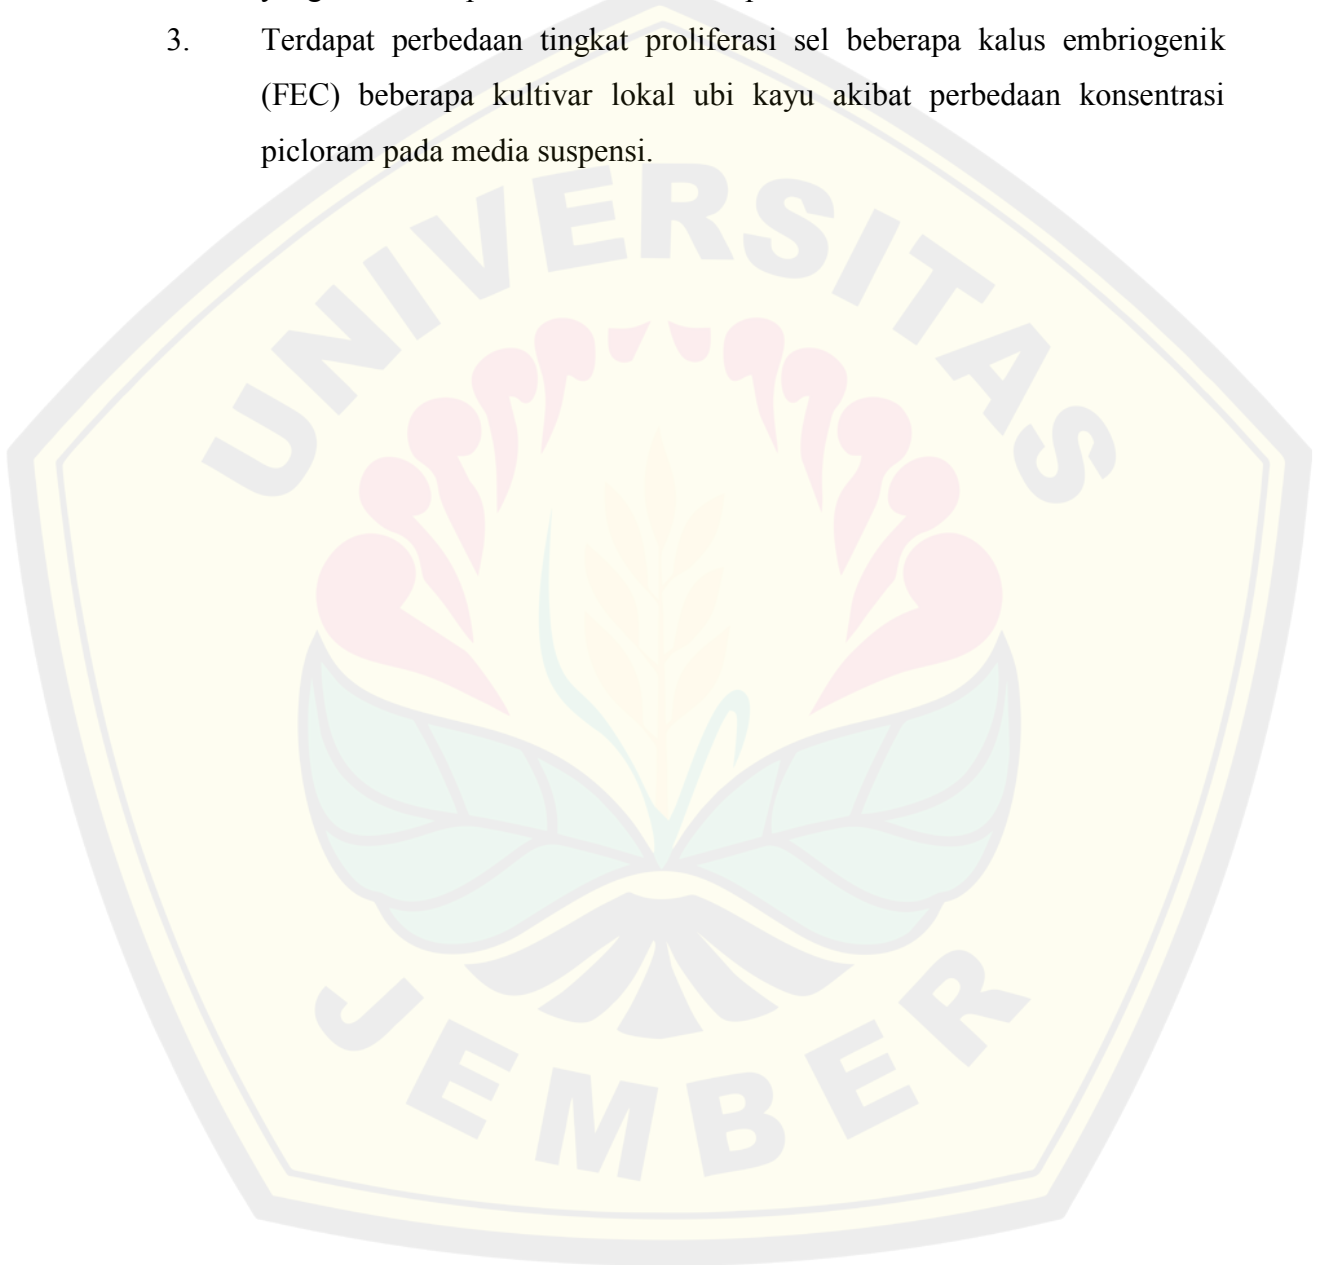 3. Terdapat perbedaan tingkat proliferasi sel beberapa kalus embriogenik
(FEC) beberapa kultivar lokal ubi kayu akibat perbedaan konsentrasi
picloram pada media suspensi.
UNIVERSITAS
JEMBER